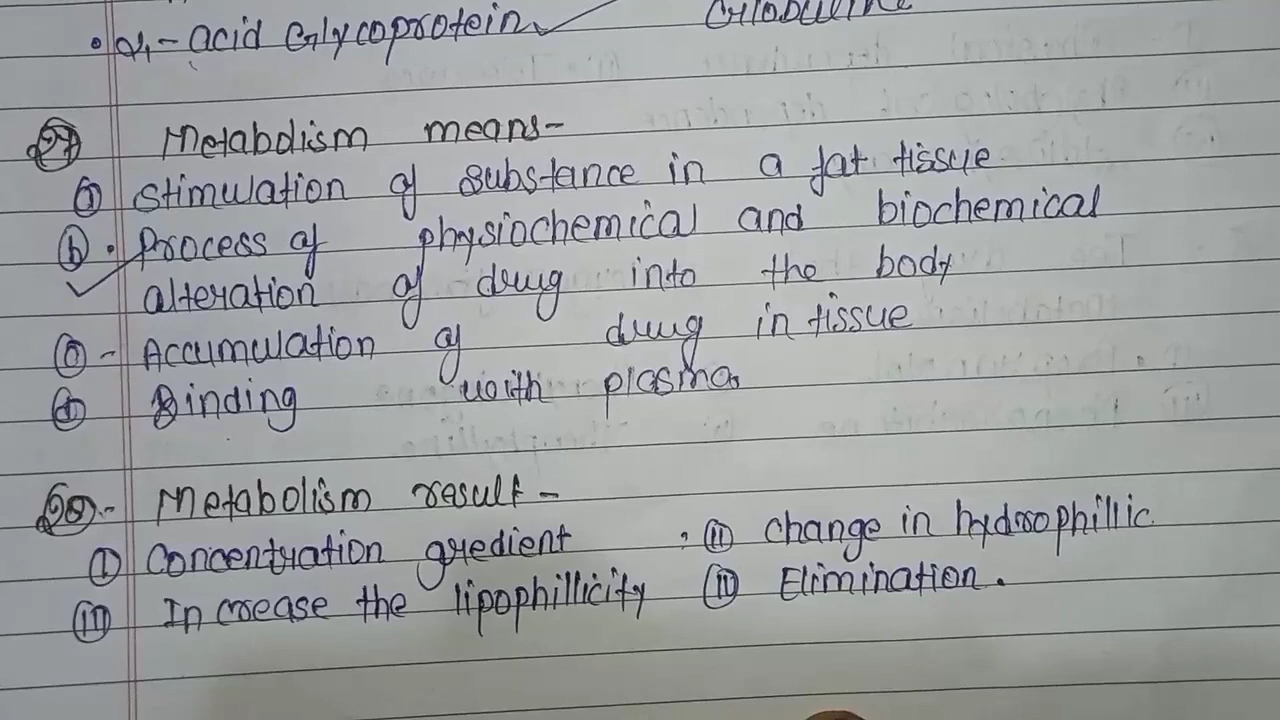 • α1-acid Glycoprotein ✓ Globuline
27 Metabolism means-
a stimulation of substance in a fat tissue
b • Process of physiochemical and biochemical
✓ alteration of drug into the body
c - Accumulation of drug in tissue
d Binding with plasma
28 - Metabolism result -
i Concentration gredient • ii change in hydrophillic
iii Increase the lipophillicity Elimination.